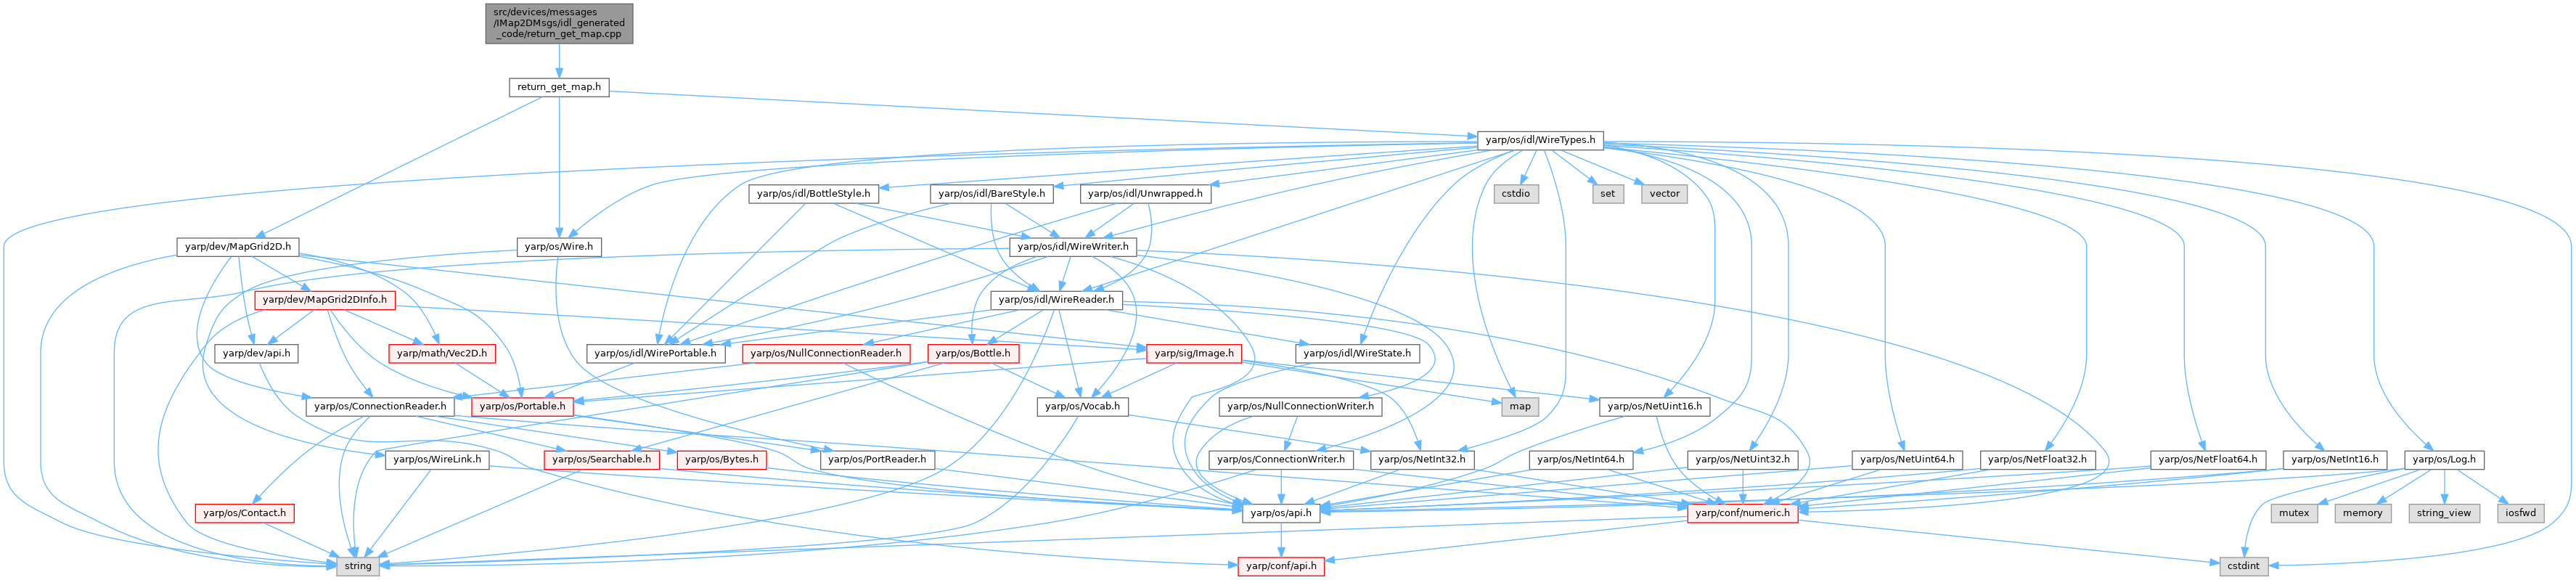 src/devices/messages
/IMap2DMsgs/idl_generated
_code/return_get_map.cpp
return_get_map.h
yarp/os/idl/WireTypes.h
yarp/os/idl/BottleStyle.h
yarp/os/idl/BareStyle.h
yarp/os/idl/Unwrapped.h
cstdio
set
vector
yarp/dev/MapGrid2D.h
yarp/os/Wire.h
yarp/os/idl/WireWriter.h
yarp/dev/MapGrid2DInfo.h
yarp/os/idl/WireReader.h
yarp/dev/api.h
yarp/math/Vec2D.h
yarp/os/idl/WirePortable.h
yarp/os/NullConnectionReader.h
yarp/os/Bottle.h
yarp/sig/Image.h
yarp/os/idl/WireState.h
yarp/os/ConnectionReader.h
yarp/os/Portable.h
yarp/os/Vocab.h
yarp/os/NullConnectionWriter.h
map
yarp/os/NetUint16.h
yarp/os/WireLink.h
yarp/os/Searchable.h
yarp/os/Bytes.h
yarp/os/PortReader.h
yarp/os/ConnectionWriter.h
yarp/os/NetInt32.h
yarp/os/NetInt64.h
yarp/os/NetUint32.h
yarp/os/NetUint64.h
yarp/os/NetFloat32.h
yarp/os/NetFloat64.h
yarp/os/NetInt16.h
yarp/os/Log.h
yarp/os/Contact.h
yarp/os/api.h
yarp/conf/numeric.h
mutex
memory
string_view
iosfwd
string
yarp/conf/api.h
cstdint